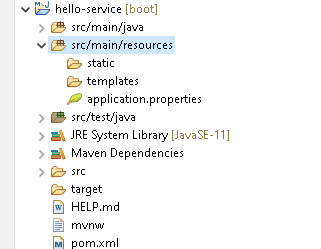 hello-service [boot]
src/main/java
src/main/resources
static
templates
application.properties
src/test/java
JRE System Library [JavaSE-11]
Maven Dependencies
src
target
HELP.md
mvnw
pom.xml